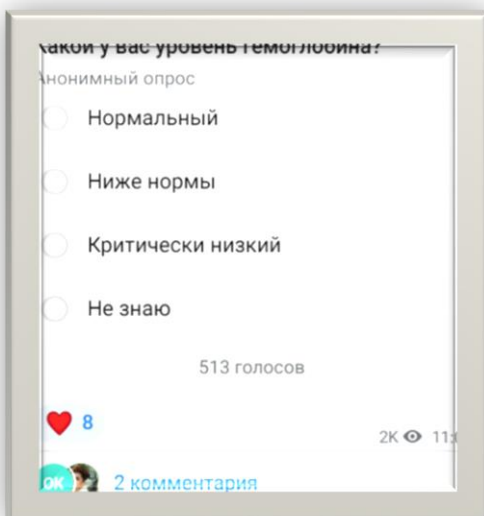 какой у вас уровень гемоглобина?
Анонимный опрос
Нормальный
Ниже нормы
Критически низкий
Не знаю
513 голосов
8
2K
OK 2 комментария